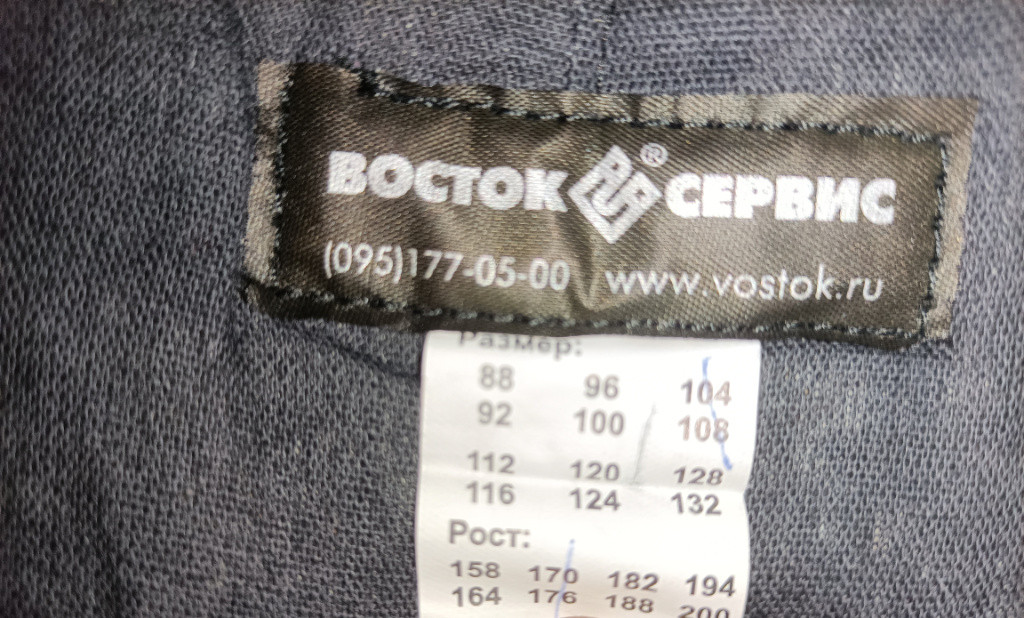 ВОСТОК ® СЕРВИС
(095)177-05-00 www.vostok.ru
Размер:
88 96 104
92 100 108
112 120 128
116 124 132
Рост:
158 170 182 194
164 176 188 200